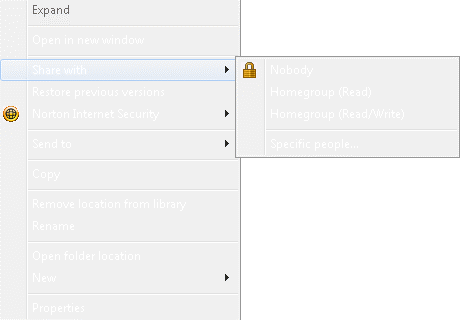 Expand
Open in new window
Share with
Restore previous versions
Norton Internet Security
Send to
Copy
Remove location from library
Rename
Open folder location
New
Properties
Nobody
Homegroup (Read)
Homegroup (Read/Write)
Specific people...